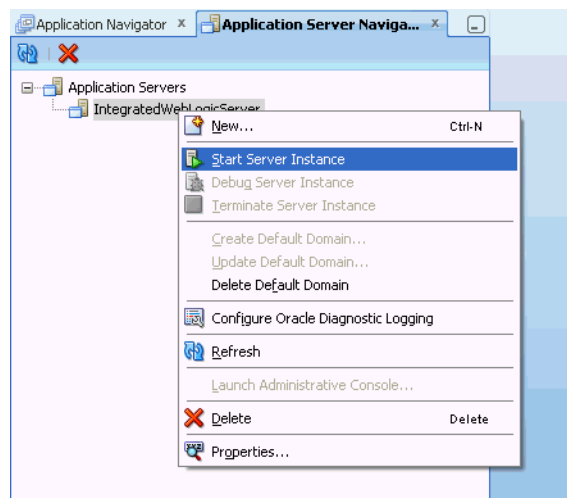 Application Navigator x Application Server Naviga... x
Application Servers
IntegratedWebLogicServer
New... Ctrl-N
Start Server Instance
Debug Server Instance
Terminate Server Instance
Create Default Domain...
Update Default Domain...
Delete Default Domain
Configure Oracle Diagnostic Logging
Refresh
Launch Administrative Console...
Delete Delete
Properties...